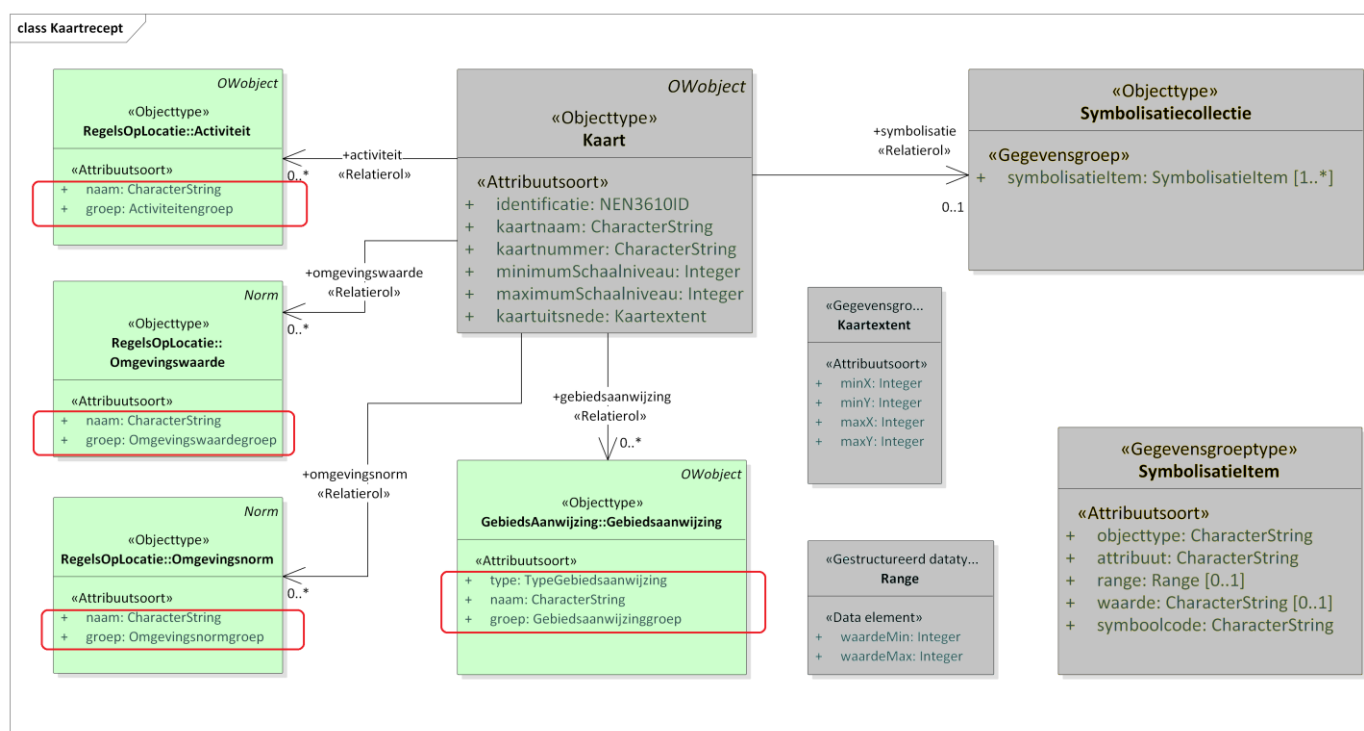 class Kaartrecept
OWobject
«Objecttype»
RegelsOpLocatie::Activiteit
«Attribuutsoort»
+ naam: CharacterString
+ groep: Activiteitengroep
+activiteit
«Relatierol»
0..*
OWobject
«Objecttype»
Kaart
«Attribuutsoort»
+ identificatie: NEN3610ID
+ kaartnaam: CharacterString
+ kaartnummer: CharacterString
+ minimumSchaalniveau: Integer
+ maximumSchaalniveau: Integer
+ kaartuitsnede: Kaartextent
+symbolisatie
«Relatierol»
0..1
«Objecttype»
Symbolisatiecollectie
«Gegevensgroep»
+ symbolisatieItem: SymbolisatieItem [1..*]
+omgevingswaarde
«Relatierol»
0..*
Norm
«Objecttype»
RegelsOpLocatie::
Omgevingswaarde
«Attribuutsoort»
+ naam: CharacterString
+ groep: Omgevingswaardegroep
«Gegevensgro...
Kaartextent
«Attribuutsoort»
+ minX: Integer
+ minY: Integer
+ maxX: Integer
+ maxY: Integer
+gebiedsaanwijzing
«Relatierol»
0..*
+omgevingsnorm
«Relatierol»
0..*
Norm
«Objecttype»
RegelsOpLocatie::Omgevingsnorm
«Attribuutsoort»
+ naam: CharacterString
+ groep: Omgevingsnormgroep
OWobject
«Objecttype»
GebiedsAanwijzing::Gebiedsaanwijzing
«Attribuutsoort»
+ type: TypeGebiedsaanwijzing
+ naam: CharacterString
+ groep: Gebiedsaanwijzinggroep
«Gestructureerd dataty...
Range
«Data element»
+ waardeMin: Integer
+ waardeMax: Integer
«Gegevensgroeptype»
SymbolisatieItem
«Attribuutsoort»
+ objecttype: CharacterString
+ attribuut: CharacterString
+ range: Range [0..1]
+ waarde: CharacterString [0..1]
+ symboolcode: CharacterString